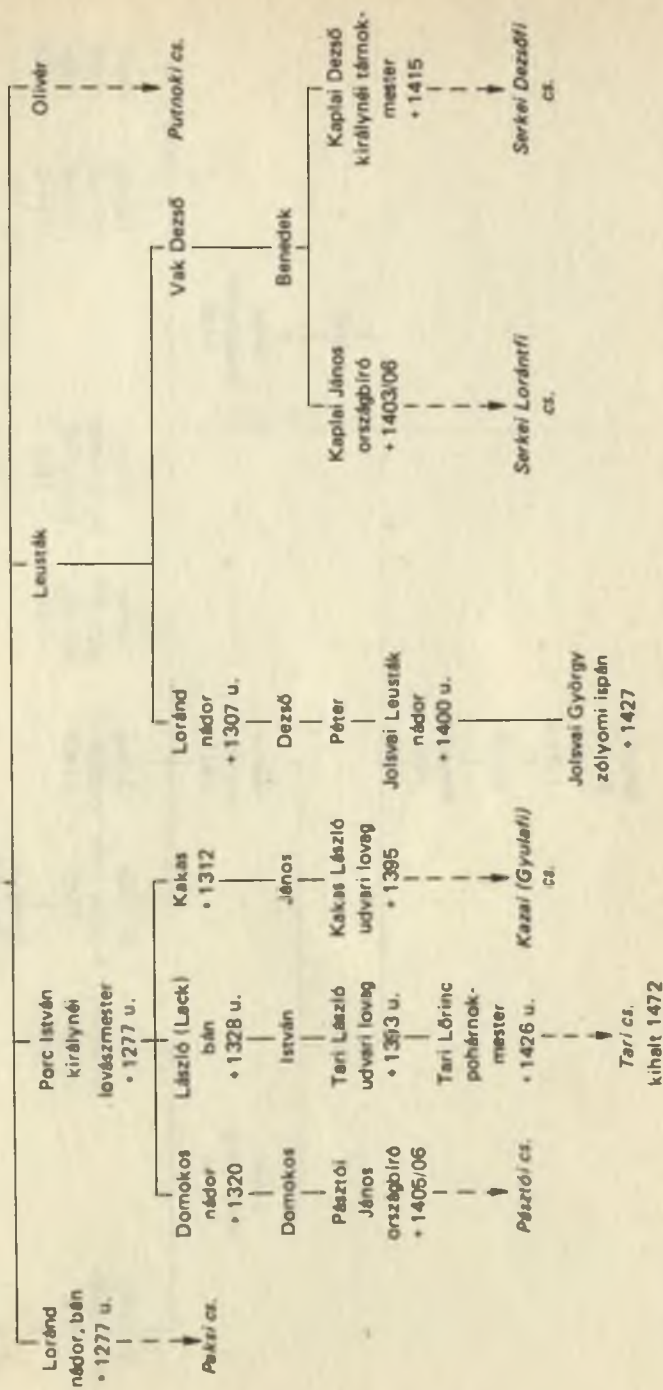 Loránd
nádor, bán
+ 1277 u.
Paksi cs.
Porc István
királynéi
lovászmester
+ 1277 u.
Domokos
nádor
+ 1320
Domokos
Pásztói
János
országbíró
+ 1405/06
Pásztói cs.
László (Lack)
bán
+ 1328 u.
István
Tari László
udvari lovag
+ 1393 u.
Tari Lőrinc
pohárnok-
mester
+ 1426 u.
Tari cs.
kihalt 1472
Kakas
+ 1312
János
Kakas László
udvari lovag
+ 1395
Kazai (Gyulafi)
cs.
Leusták
Loránd
nádor
+ 1307 u.
Dezső
Péter
Jolsvai Leusták
nádor
+ 1400 u.
Jolsvai György
zólyomi ispán
+ 1427
Vak Dezső
Benedek
Kaplai János
országbíró
+ 1403/06
Serkei Lorántfi
cs.
Kaplai Dezső
királynéi tárnok-
mester
+ 1415
Serkei Dezsőfi
cs.
Olivér
Putnoki cs.